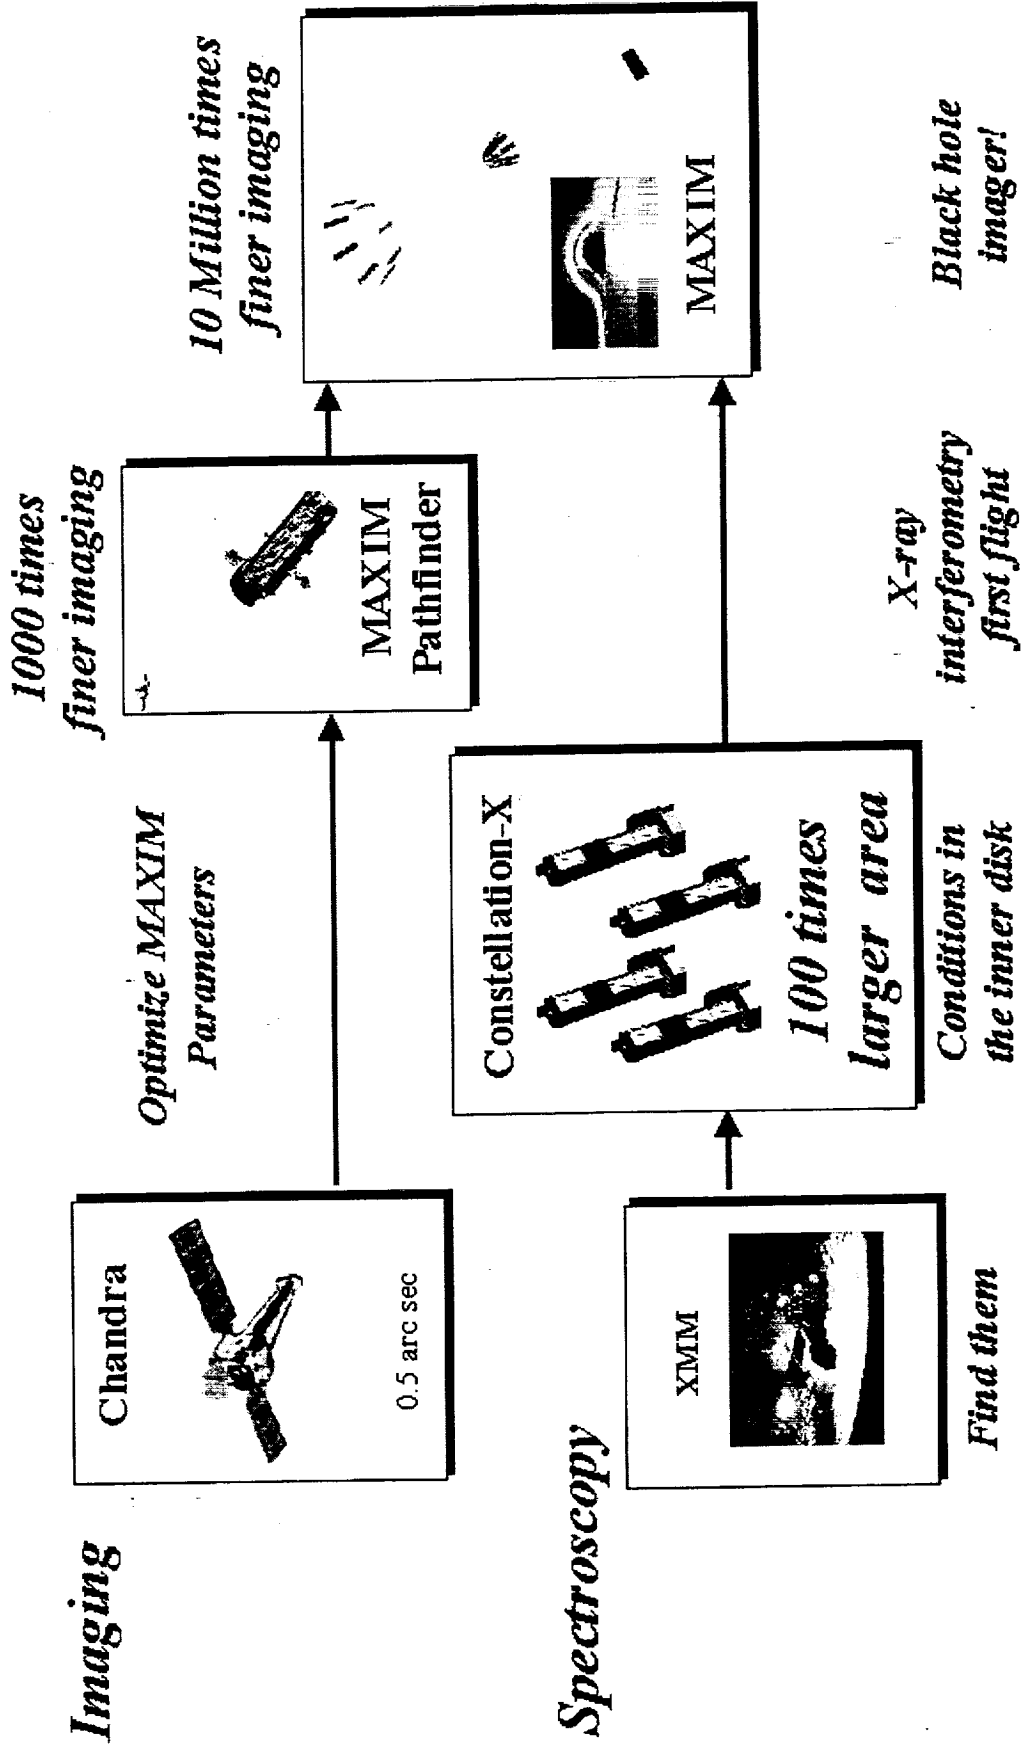 Imaging
Chandra
0.5 arc sec
Optimize MAXIM
Parameters
1000 times
finer imaging
MAXIM
Pathfinder
10 Million times
finer imaging
MAXIM
Spectroscopy
XMM
Constellation-X
100 times
larger area
Find them
Conditions in
the inner disk
X-ray
interferometry
first flight
Black hole
imager!